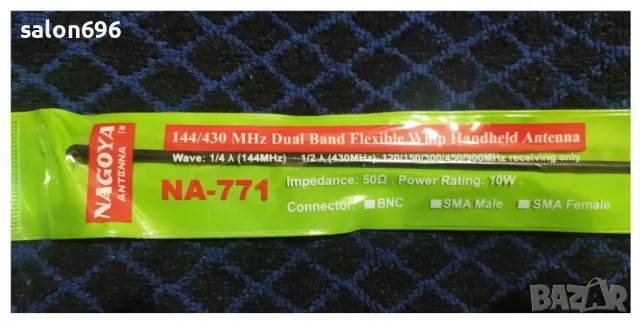 salon696
NAGOYA
ANTENNA TM
144/430 MHz Dual Band Flexible Whip Handheld Antenna
Wave: 1/4 λ (144MHz) 1/2 λ (430MHz) 120/150/300/450/900MHz receiving only
NA-771
Impedance: 50Ω . Power Rating: 10W .
Connector: BNC SMA Male SMA Female
BAZAR